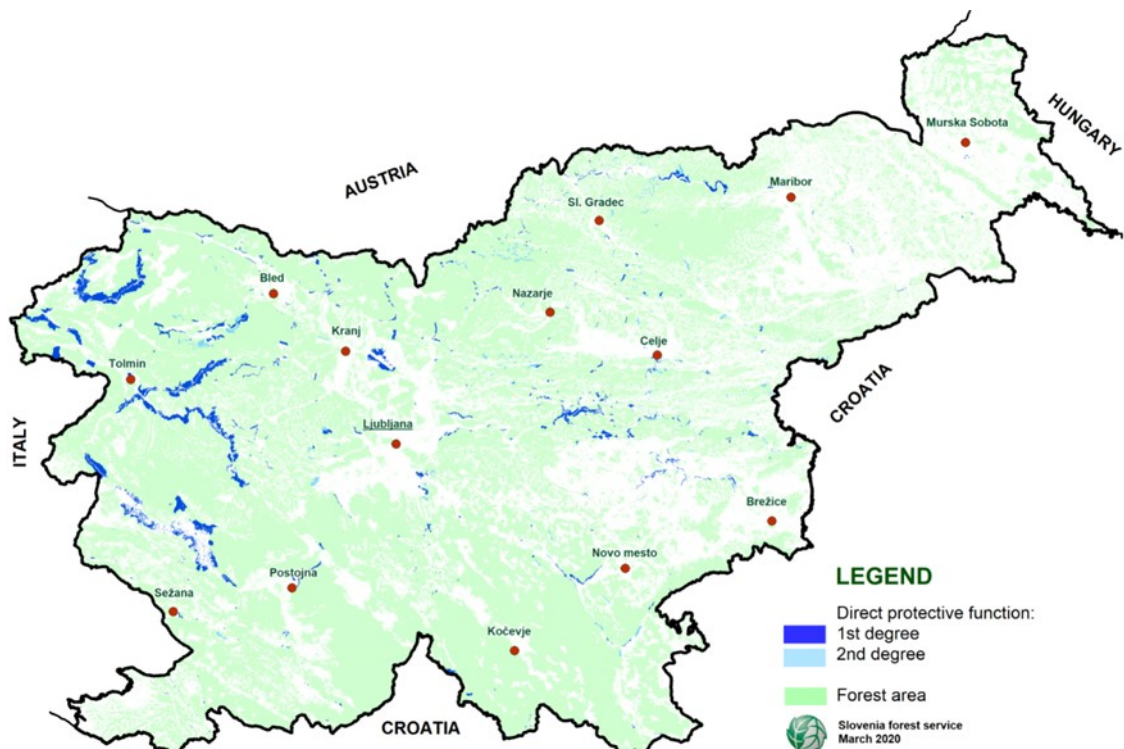 HUNGARY
Murska Sobota
AUSTRIA
Maribor
Sl. Gradec
Bled
Nazarje
Kranj
Celje
Tolmin
CROATIA
Ljubljana
ITALY
Brežice
Novo mesto
Postojna
Sežana
Kočevje
CROATIA
LEGEND
Direct protective function:
1st degree
2nd degree
Forest area
Slovenia forest service
March 2020